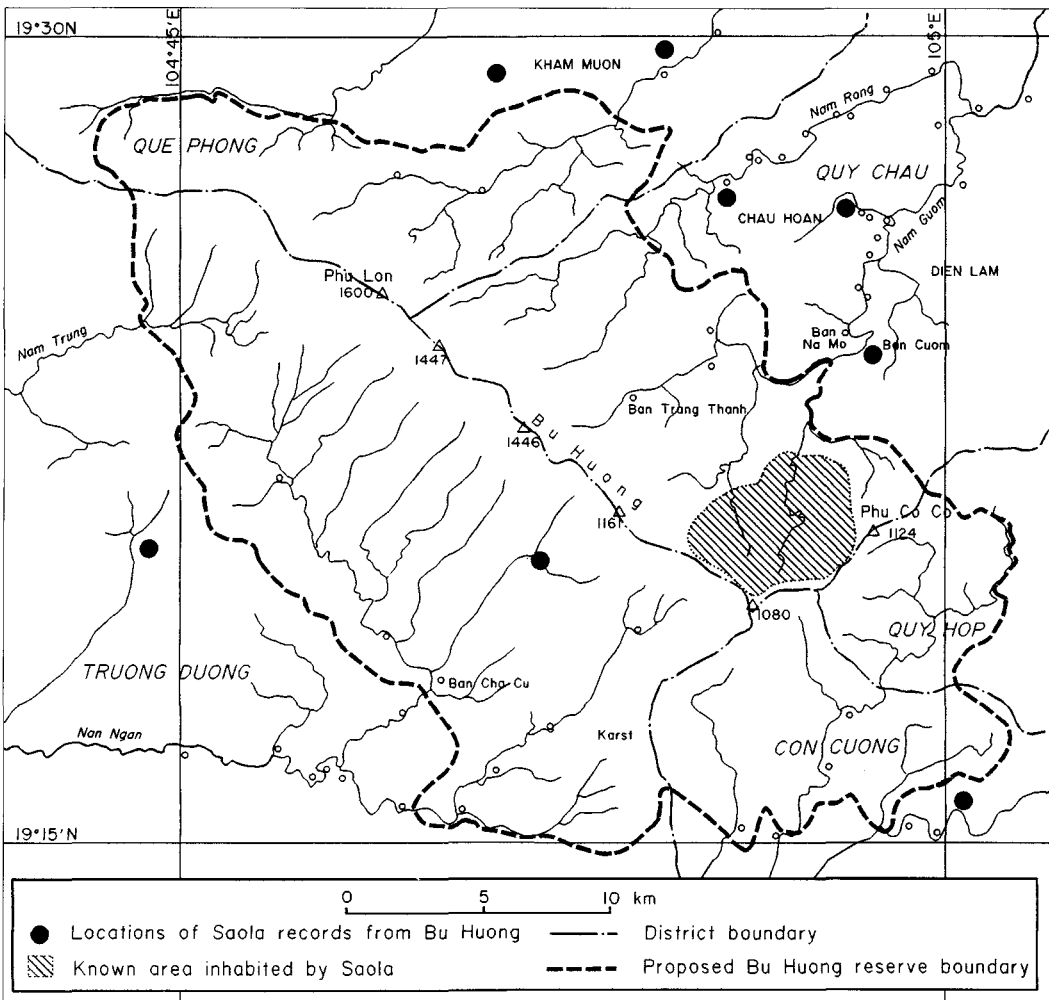 19°30N
104°45'E
105°E
KHAM MUON
Nam Rong
QUE PHONG
QUY CHAU
CHAU HOAN
Nam Guom
DIEN LAM
Phu Lon
1600
Nam Trung
Ban
Na Mo
Ban Cuom
1447
Ban Trang Thanh
1446
Bu Huong
1161
Phu Co Co
1124
1080
QUY HOP
TRUONG DUONG
Ban Cha Cu
Nan Ngan
Karst
CON CUONG
19°15'N
0 5 10 km
Locations of Saola records from Bu Huong
District boundary
Known area inhabited by Saola
Proposed Bu Huong reserve boundary